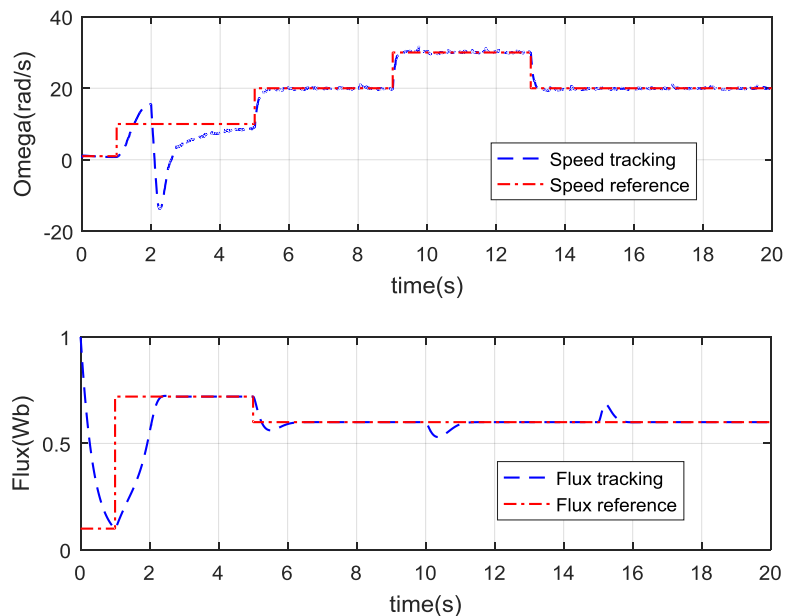 40
20
0
-20
Omega(rad/s)
Speed tracking
Speed reference
0 2 4 6 8 10 12 14 16 18 20
time(s)
1
0.5
0
Flux(Wb)
Flux tracking
Flux reference
0 2 4 6 8 10 12 14 16 18 20
time(s)